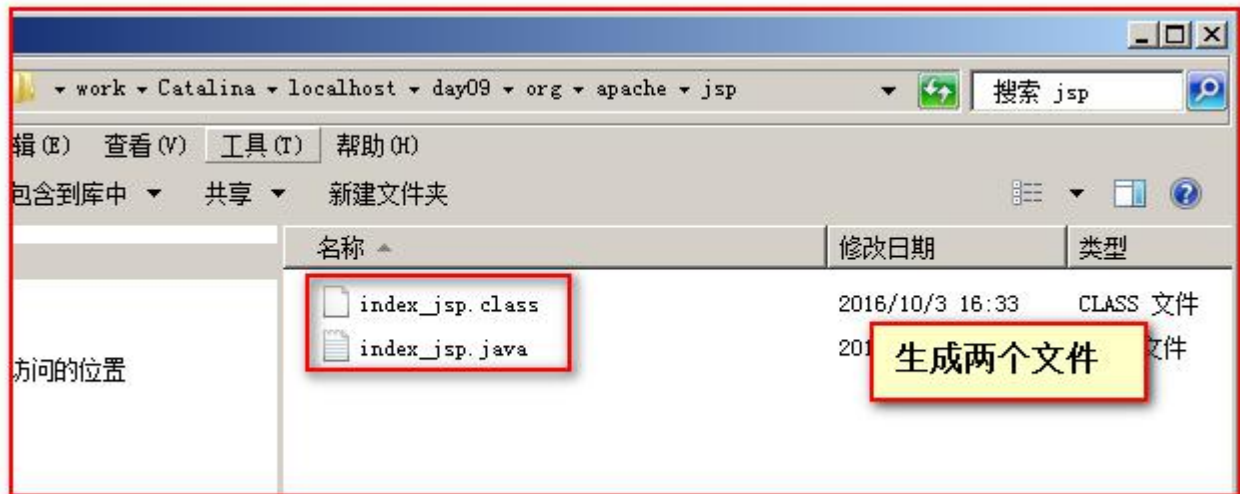 work Catalina localhost day09 org apache jsp 搜索 jsp
辑(E) 查看(V) 工具(T) 帮助(H)
包含到库中 共享 新建文件夹
名称 修改日期 类型
index_jsp.class 2016/10/3 16:33 CLASS 文件
index_jsp.java 201 文件
生成两个文件
访问的位置